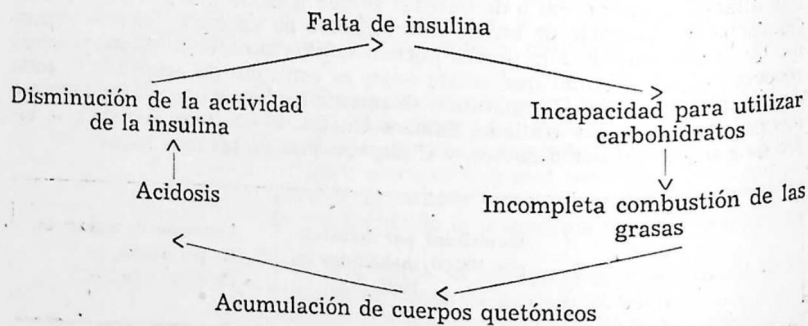 Falta de insulina
Disminución de la actividad
de la insulina
Incapacidad para utilizar
carbohidratos
Acidosis
Incompleta combustión de las
grasas
Acumulación de cuerpos quetónicos